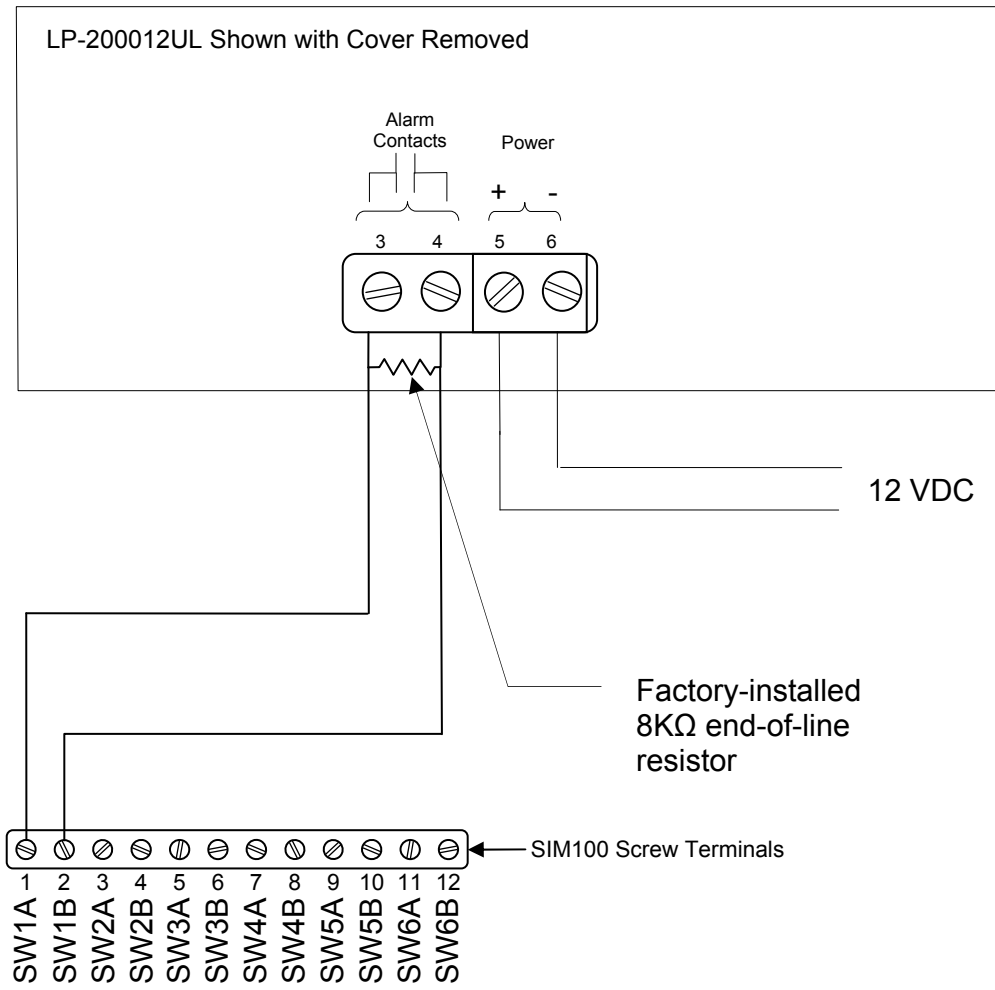 LP-200012UL Shown with Cover Removed
Alarm
Contacts
Power
+ -
3 4 5 6
12 VDC
Factory-installed
8KΩ end-of-line
resistor
SIM100 Screw Terminals
1 2 3 4 5 6 7 8 9 10 11 12
SW1A
SW1B
SW2A
SW2B
SW3A
SW3B
SW4A
SW4B
SW5A
SW5B
SW6A
SW6B